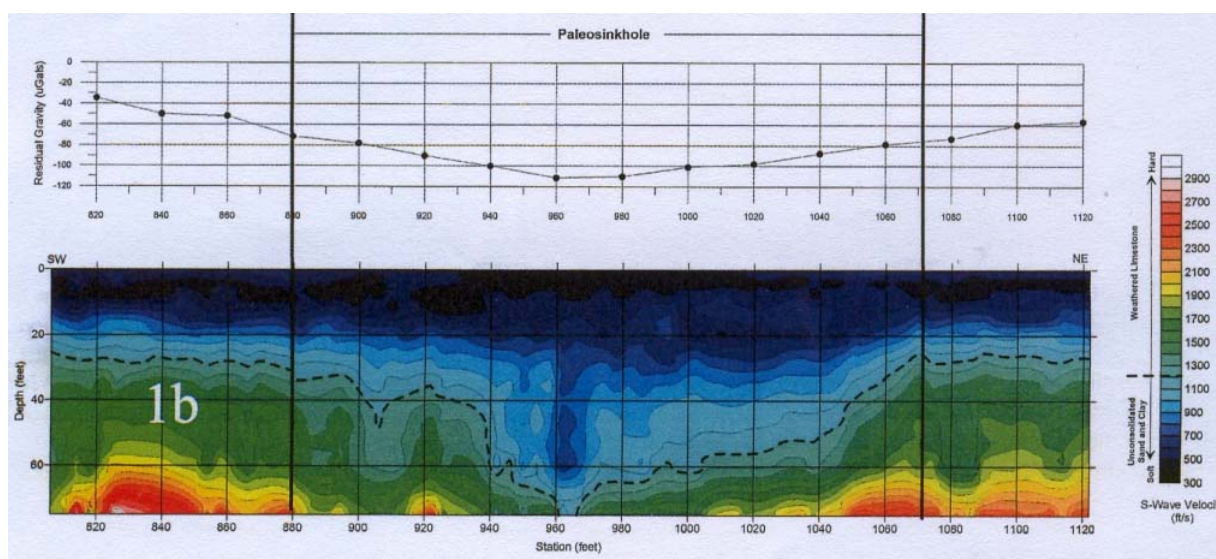 Paleosinkhole
Residual Gravity (uGals)
0
-20
-40
-60
-80
-100
-120
820 840 860 880 900 920 940 960 980 1000 1020 1040 1060 1080 1100 1120
SW NE
Depth (feet)
0
20
40
60
1b
820 840 860 880 900 920 940 960 980 1000 1020 1040 1060 1080 1100 1120
Station (feet)
Hard
Weathered Limestone
Unconsolidated
Sand and Clay
Soft
2900
2700
2500
2300
2100
1900
1700
1500
1300
1100
900
700
500
300
S-Wave Veloci
(ft/s)